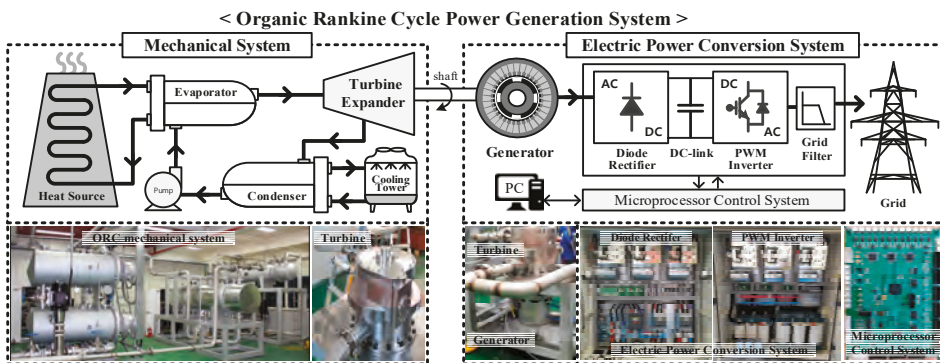 < Organic Rankine Cycle Power Generation System >
Mechanical System
Evaporator
Turbine
Expander
shaft
Heat Source
Pump
Condenser
Cooling
Tower
Electric Power Conversion System
Generator
AC
DC
Diode
Rectifier
DC-link
DC
AC
PWM
Inverter
Grid
Filter
Grid
PC
Microprocessor Control System
ORC mechanical system
Turbine
Turbine
Generator
Diode Rectifer
PWM Inverter
Electric Power Conversion System
Microprocessor
Control System